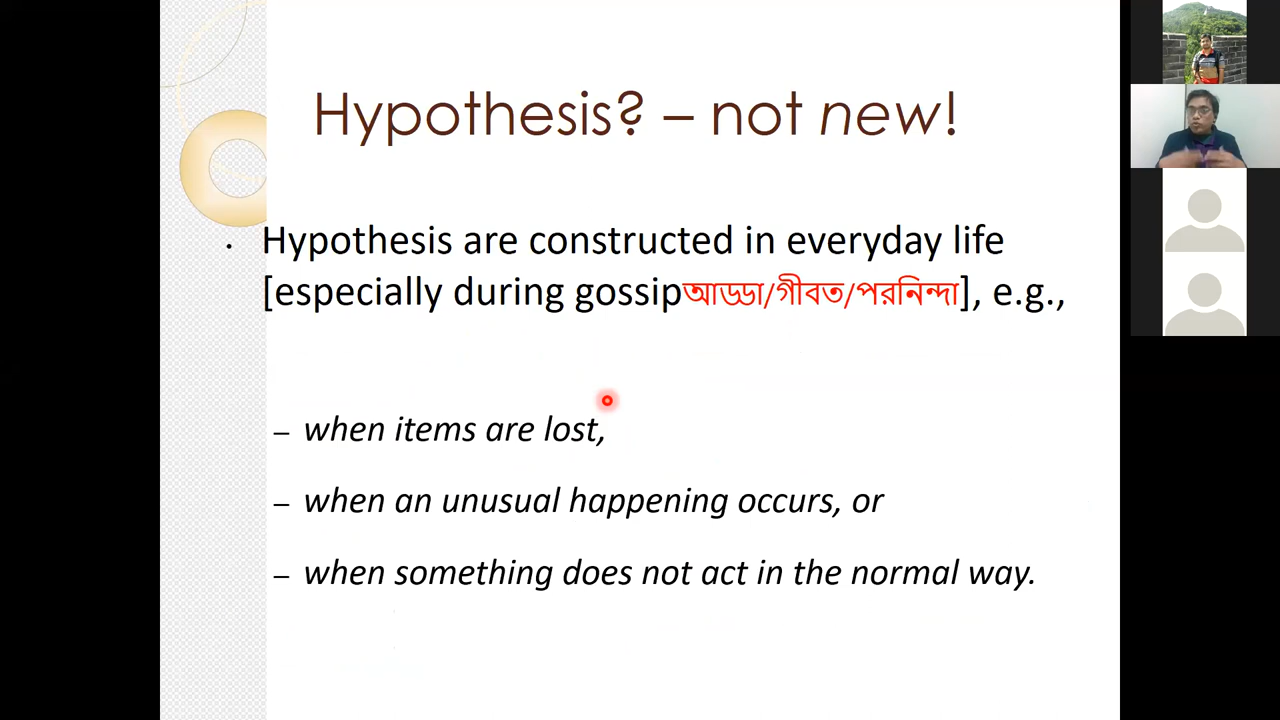 Hypothesis? – not new!
• Hypothesis are constructed in everyday life
[especially during gossipআড্ডা/গীবত/পরনিন্দা], e.g.,
– when items are lost,
– when an unusual happening occurs, or
– when something does not act in the normal way.